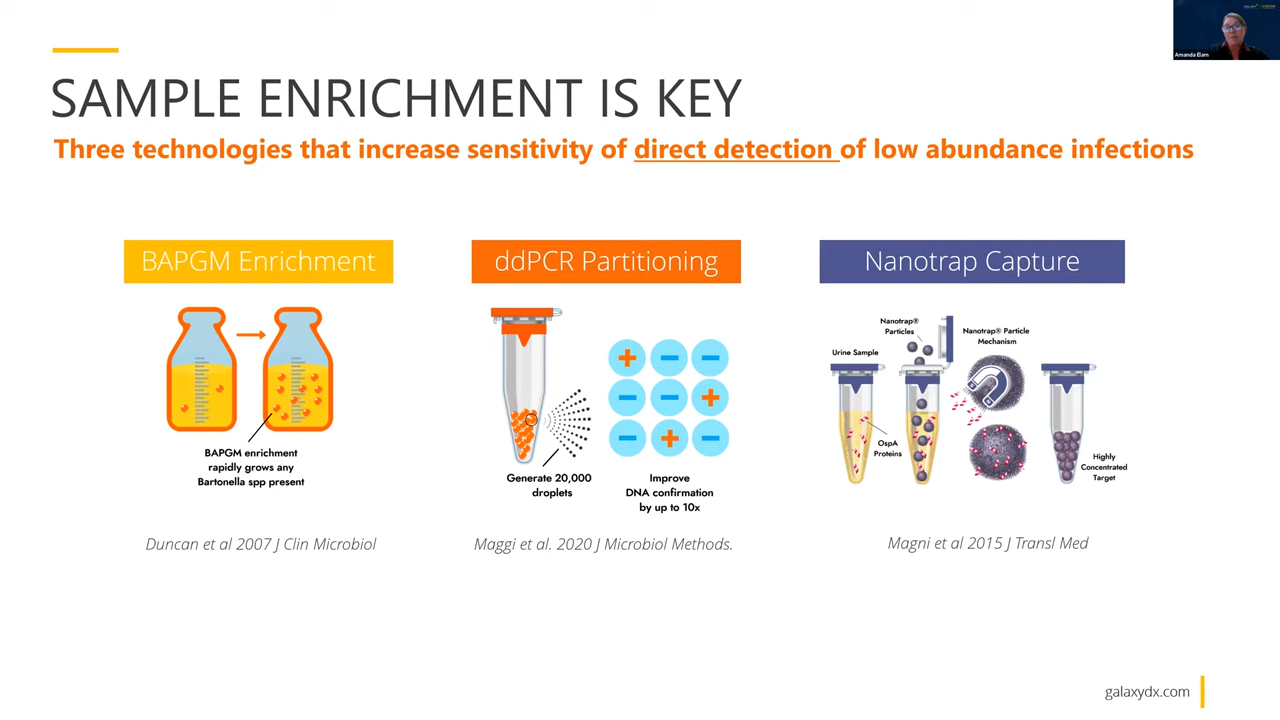 Amanda Elam
SAMPLE ENRICHMENT IS KEY
Three technologies that increase sensitivity of direct detection of low abundance infections
BAPGM Enrichment
BAPGM enrichment
rapidly grows any
Bartonella spp present
Duncan et al 2007 J Clin Microbiol
ddPCR Partitioning
Generate 20,000
droplets
Improve
DNA confirmation
by up to 10x
Maggi et al. 2020 J Microbiol Methods.
Nanotrap Capture
Urine Sample
Nanotrap®
Particles
Nanotrap® Particle
Mechanism
OspA
Proteins
Highly
Concentrated
Target
Magni et al 2015 J Transl Med
galaxydx.com